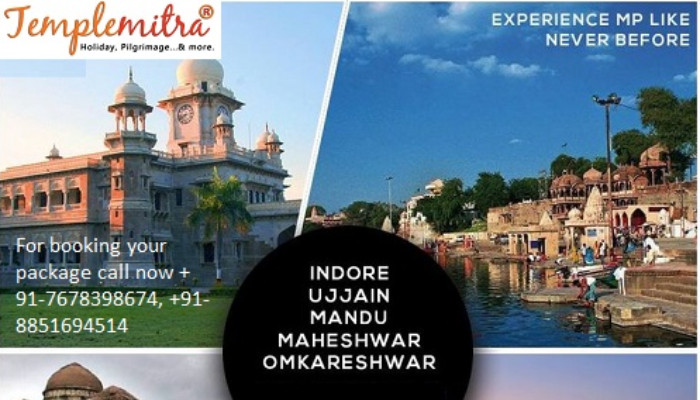 Templemitra®
Holiday, Pilgrimage...& more.
EXPERIENCE MP LIKE
NEVER BEFORE
For booking your
package call now +
91-7678398674, +91-
8851694514
INDORE
UJJAIN
MANDU
MAHESHWAR
OMKARESHWAR